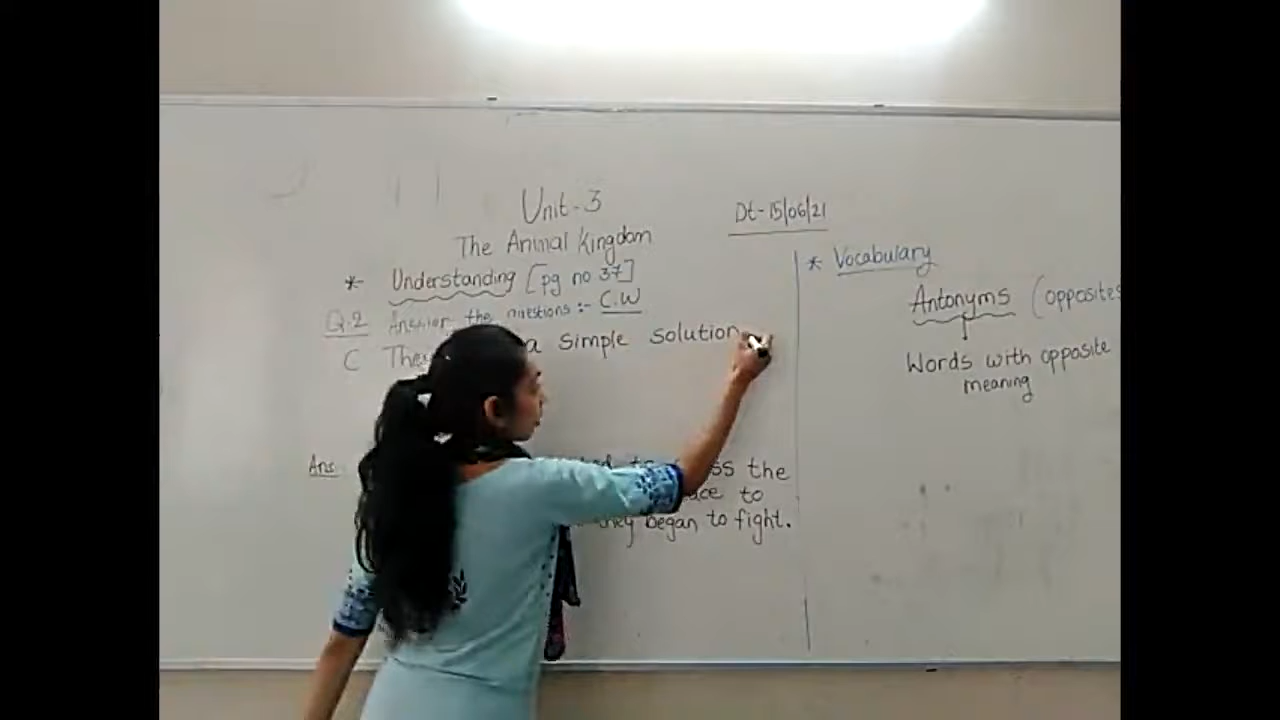 Unit-3
Dt-15/06/21
The Animal Kingdom
* Understanding [pg no 37]
Q.2 Answer the questions :- C.W
C a simple solution
Ans. the
to
they began to fight.
* Vocabulary
Antonyms (opposites
Words with opposite
meaning